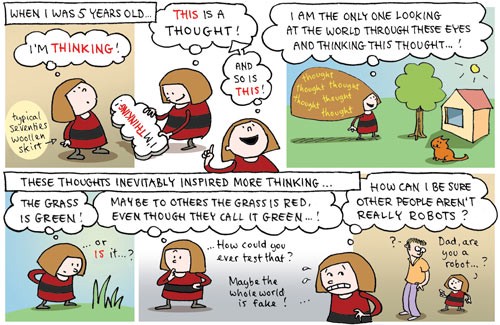 WHEN I WAS 5 YEARS OLD...
I'M THINKING!
typical
seventies
woollen
skirt
THIS IS A
THOUGHT!
I'M THINKING
AND
SO IS
THIS!
I AM THE ONLY ONE LOOKING
AT THE WORLD THROUGH THESE EYES
AND THINKING THIS THOUGHT...!
thought
thought thought
thought thought
thought thought
thought
THESE THOUGHTS INEVITABLY INSPIRED MORE THINKING...
THE GRASS
IS GREEN!
...or
IS it...?
MAYBE TO OTHERS THE GRASS IS RED,
EVEN THOUGH THEY CALL IT GREEN...!
...How could you
ever test that?
Maybe the
whole world
is fake!...
HOW CAN I BE SURE
OTHER PEOPLE AREN'T
REALLY ROBOTS?
?
Dad, are
you a
robot...?